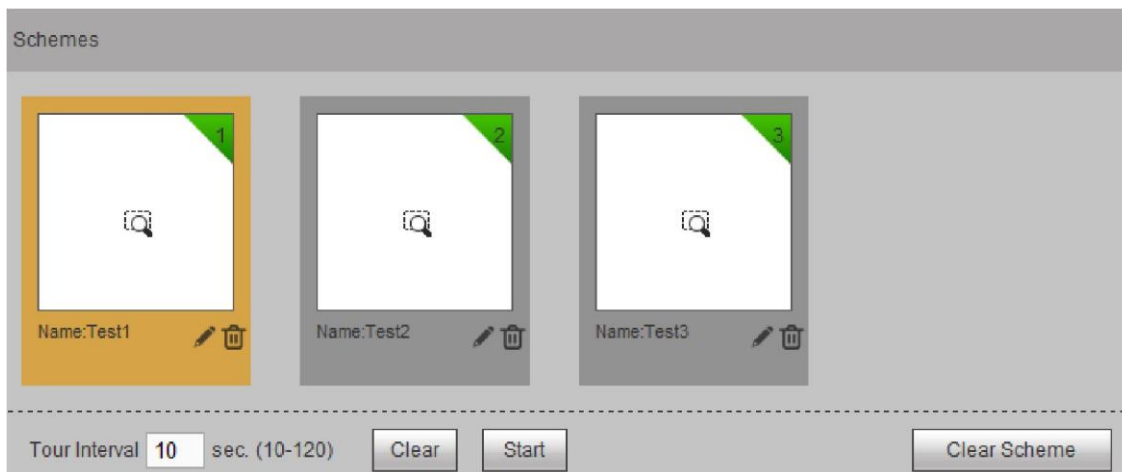 Schemes
1
2
3
Name:Test1
Name:Test2
Name:Test3
Tour Interval 10 sec. (10-120) Clear Start Clear Scheme